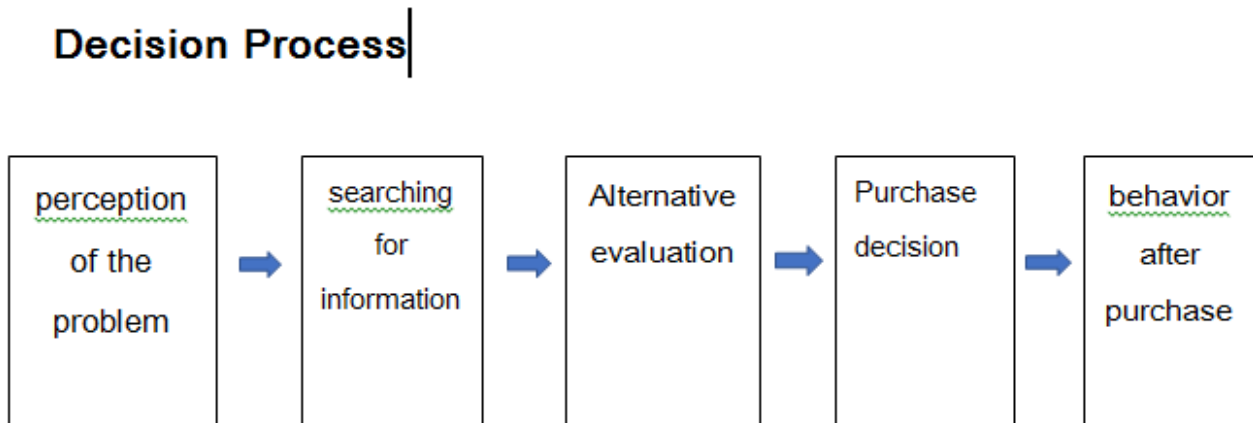 Decision Process
perception
of the
problem
searching
for
information
Alternative
evaluation
Purchase
decision
behavior
after
purchase